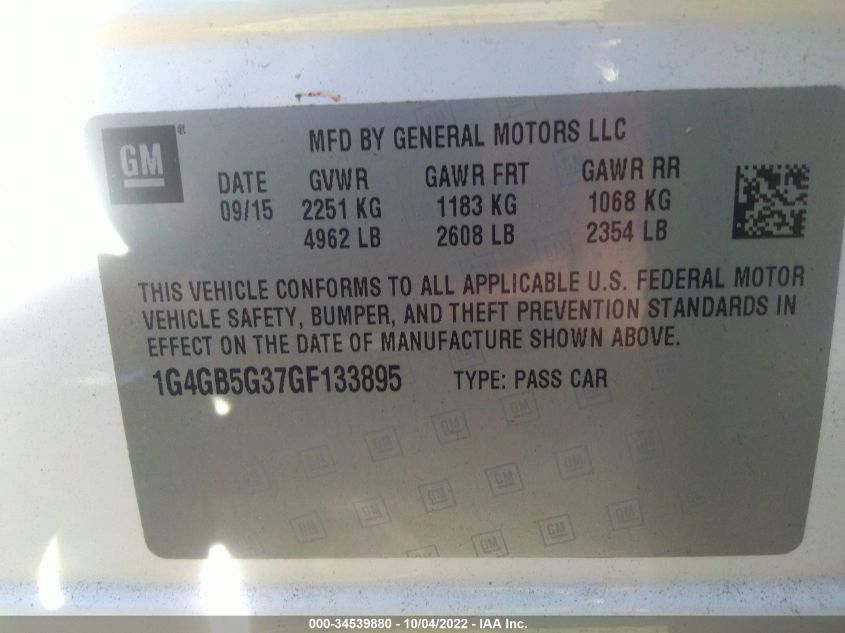 GM®
MFD BY GENERAL MOTORS LLC
DATE GVWR GAWR FRT GAWR RR
09/15 2251 KG 1183 KG 1068 KG
4962 LB 2608 LB 2354 LB
THIS VEHICLE CONFORMS TO ALL APPLICABLE U.S. FEDERAL MOTOR
VEHICLE SAFETY, BUMPER, AND THEFT PREVENTION STANDARDS IN
EFFECT ON THE DATE OF MANUFACTURE SHOWN ABOVE.
1G4GB5G37GF133895 TYPE: PASS CAR
000-34539880 - 10/04/2022 - IAA Inc.